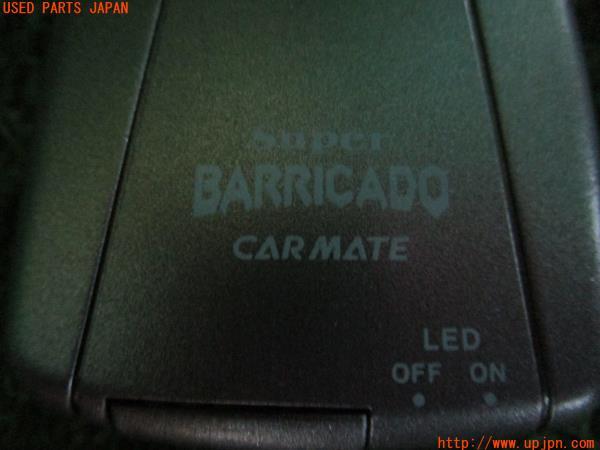 USED PARTS JAPAN
Super
BARRICADO
CARMATE
LED
OFF ON
http://www.upjpn.com/